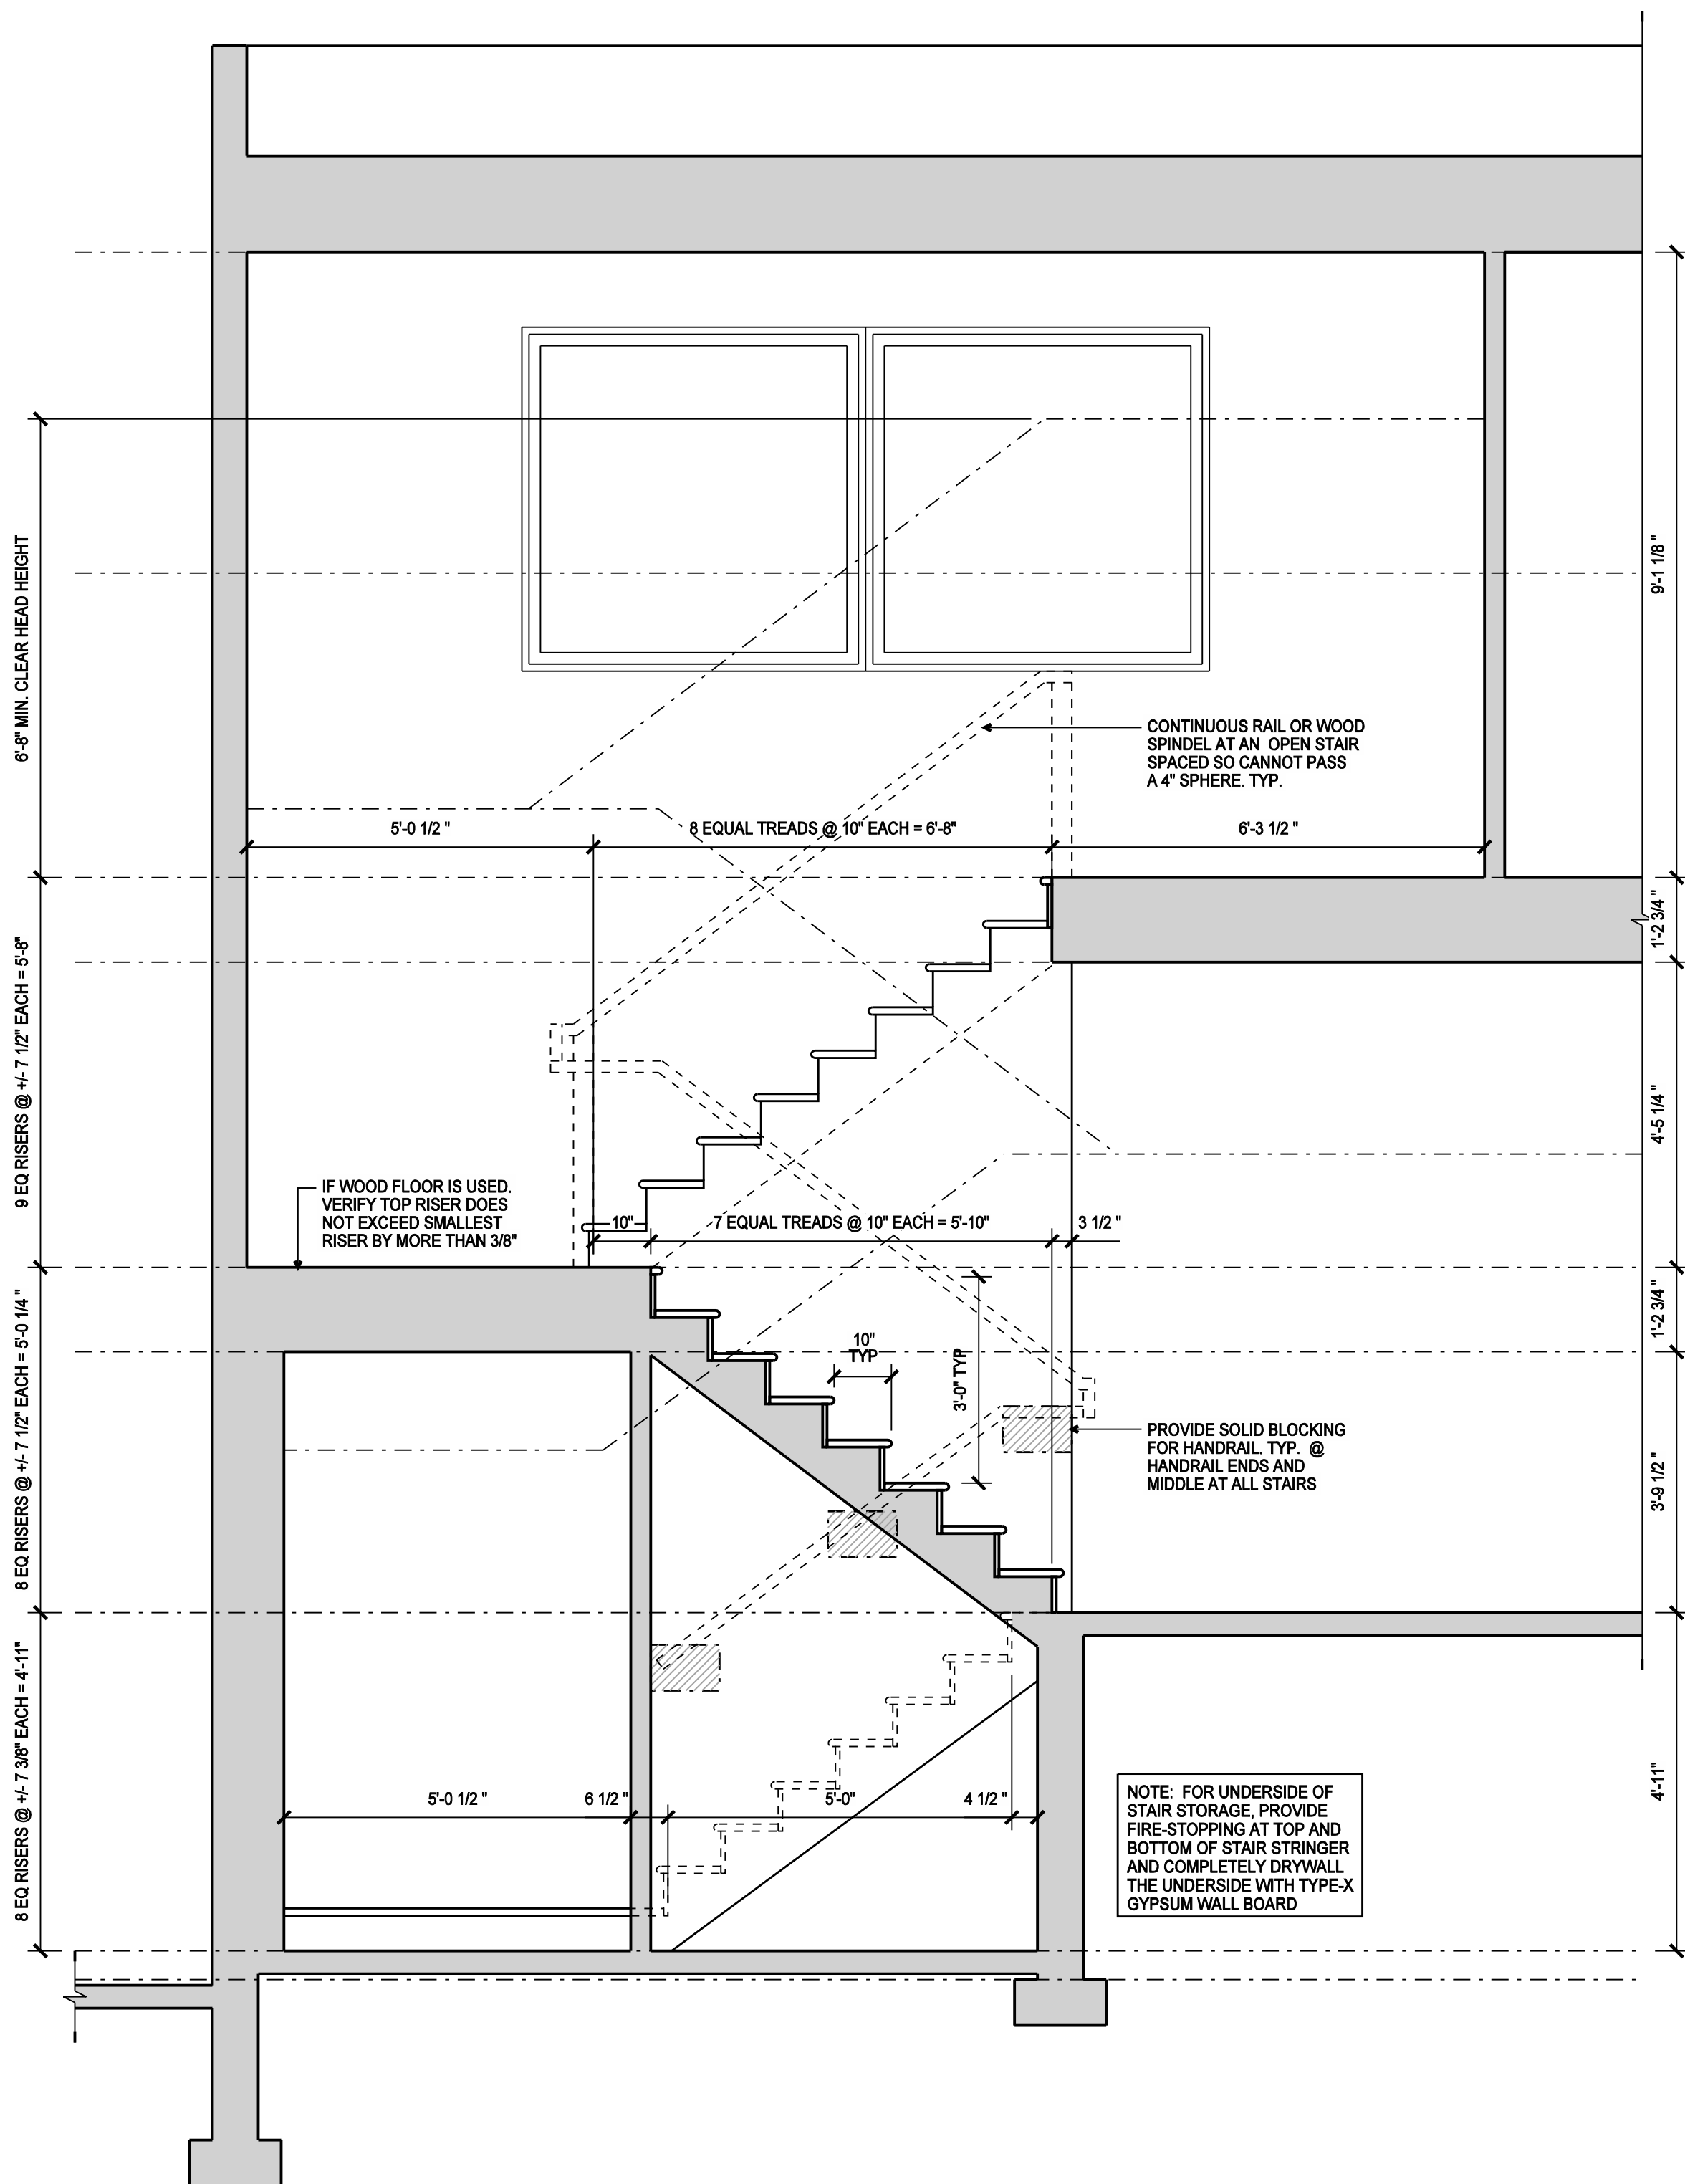 6'-8" MIN. CLEAR HEAD HEIGHT
9'-1 1/8 "
CONTINUOUS RAIL OR WOOD
SPINDEL AT AN  OPEN STAIR
SPACED SO CANNOT PASS
A 4" SPHERE. TYP.
5'-0 1/2 "
8 EQUAL TREADS @ 10" EACH = 6'-8"
6'-3 1/2 "
1'-2 3/4 "
9 EQ RISERS @ +/- 7 1/2" EACH = 5'-8"
4'-5 1/4 "
IF WOOD FLOOR IS USED.
VERIFY TOP RISER DOES
NOT EXCEED SMALLEST
RISER BY MORE THAN 3/8"
10"
7 EQUAL TREADS @ 10" EACH = 5'-10"
3 1/2 "
1'-2 3/4 "
8 EQ RISERS @ +/- 7 1/2" EACH = 5'-0 1/4 "
10"
TYP
3'-0" TYP
PROVIDE SOLID BLOCKING
FOR HANDRAIL. TYP.  @
HANDRAIL ENDS AND
MIDDLE AT ALL STAIRS
3'-9 1/2 "
8 EQ RISERS @ +/- 7 3/8" EACH = 4'-11"
5'-0 1/2 "
6 1/2 "
5'-0"
4 1/2 "
4'-11"
NOTE:  FOR UNDERSIDE OF
STAIR STORAGE, PROVIDE
FIRE-STOPPING AT TOP AND
BOTTOM OF STAIR STRINGER
AND COMPLETELY DRYWALL
THE UNDERSIDE WITH TYPE-X
GYPSUM WALL BOARD